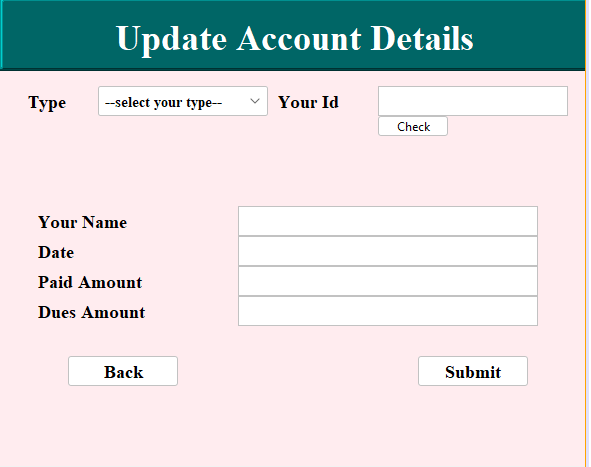 Update Account Details
Type --select your type-- Your Id
Check
Your Name
Date
Paid Amount
Dues Amount
Back Submit